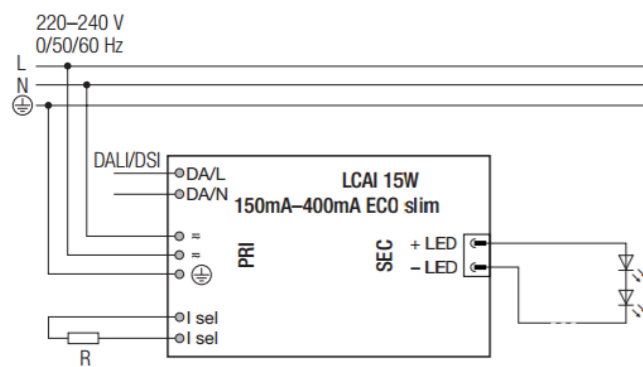 220–240 V
0/50/60 Hz
L
N
DALI/DSI
DA/L
DA/N
LCAI 15W
150mA–400mA ECO slim
PRI
SEC
+ LED
– LED
≂
≂
I sel
I sel
R